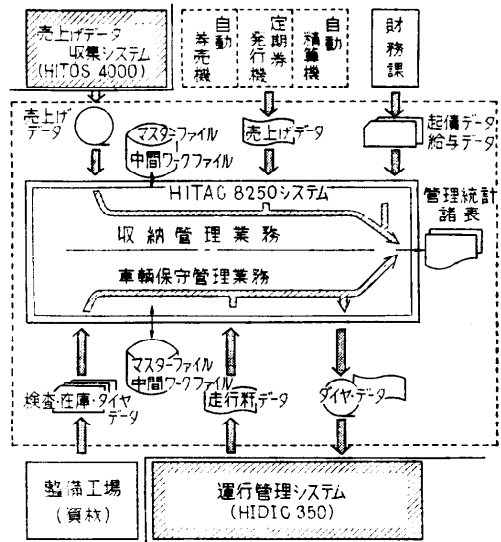 売上げデータ
収集システム
(HITOS 4000)
自動
券売機
定期券
発行機
自動
精算機
財務課
売上げ
データ
マスターファイル
中間ワークファイル
売上げデータ
起債データ
給与データ
HITAC 8250システム
収納管理業務
車輌保守管理業務
管理統計
諸表
マスターファイル
中間ワークファイル
検査・在庫・ダイヤ
データ
走行粁データ
ダイヤ・データ
整備工場
(資材)
運行管理システム
(HIDIC 350)